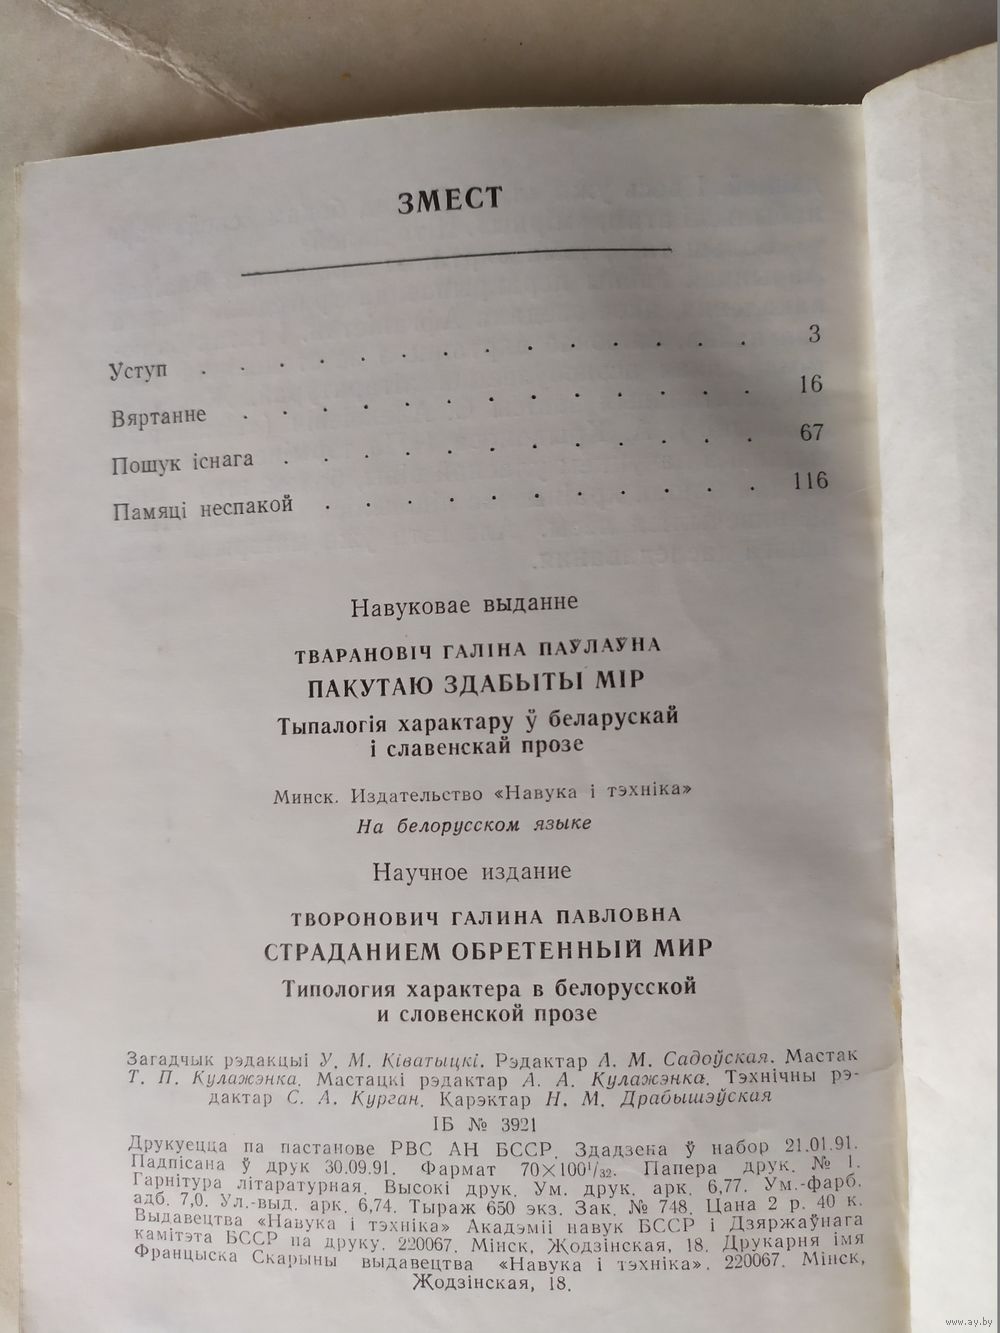 ЗМЕСТ
Уступ . . . . . . . . . . . . . . 3
Вяртанне . . . . . . . . . . . . . 16
Пошук існага . . . . . . . . . . . . 67
Памяці неспакой . . . . . . . . . . . 116
Навуковае выданне
ТВАРАНОВІЧ ГАЛІНА ПАЎЛАЎНА
ПАКУТАЮ ЗДАБЫТЫ МІР
Тыпалогія характару ў беларускай
і славенскай прозе
Минск. Издательство «Навука і тэхніка»
На белорусском языке
Научное издание
ТВОРОНОВИЧ ГАЛИНА ПАВЛОВНА
СТРАДАНИЕМ ОБРЕТЕННЫЙ МИР
Типология характера в белорусской
и словенской прозе
Загадчык рэдакцыі У. М. Ківатыцкі. Рэдактар А. М. Садоўская. Мастак
Т. П. Кулажэнка. Мастацкі рэдактар А. А. Кулажэнка. Тэхнічны рэ-
дактар С. А. Курган. Карэктар Н. М. Драбышэўская
ІБ № 3921
Друкуецца па пастанове РВС АН БССР. Здадзена ў набор 21.01.91.
Падпісана ў друк 30.09.91. Фармат 70×100¹/₃₂. Папера друк. № 1.
Гарнітура літаратурная. Высокі друк. Ум. друк. арк. 6,77. Ум.-фарб.
адб. 7,0. Ул.-выд. арк. 6,74. Тыраж 650 экз. Зак. № 748. Цана 2 р. 40 к.
Выдавецтва «Навука і тэхніка» Акадэміі навук БССР і Дзяржаўнага
камітэта БССР па друку. 220067. Мінск, Жодзінская, 18. Друкарня імя
Францыска Скарыны выдавецтва «Навука і тэхніка». 220067. Мінск,
Жодзінская, 18.
www.ay.by